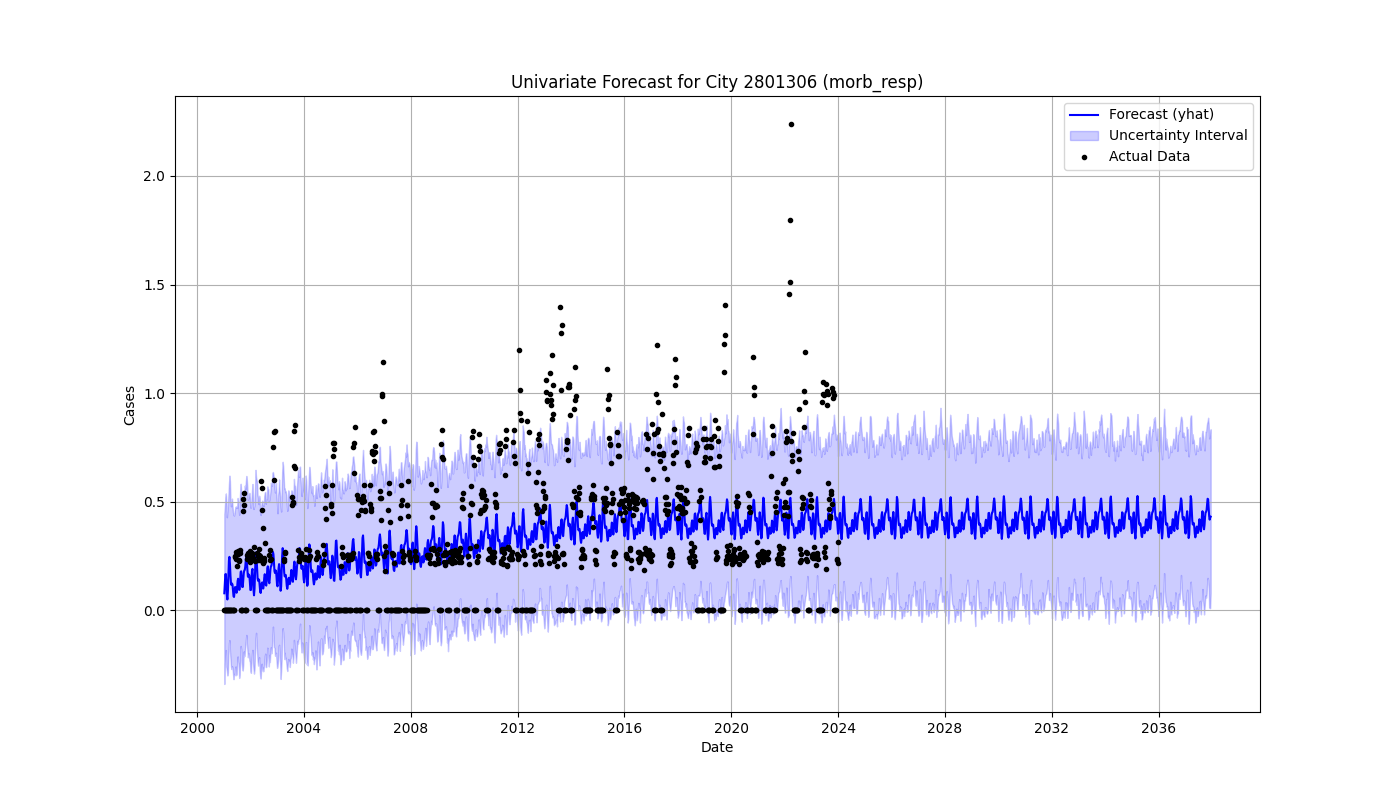 Univariate Forecast for City 2801306 (morb_resp)
Forecast (yhat)
Uncertainty Interval
Actual Data
Cases
2.0
1.5
1.0
0.5
0.0
2000 2004 2008 2012 2016 2020 2024 2028 2032 2036
Date